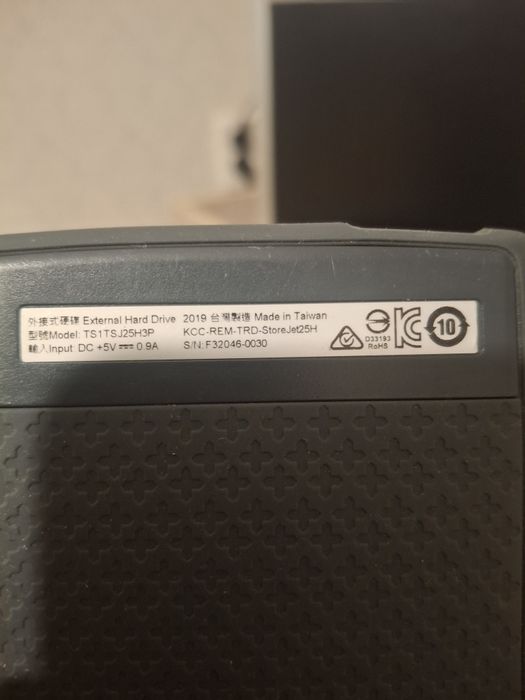 外接式硬碟 External Hard Drive 2019 台灣製造 Made in Taiwan
型號Model: TS1TSJ25H3P KCC-REM-TRD-StoreJet25H
輸入Input: DC +5V⎓0.9A S/N:F32046-0030
D33193
RoHS
10